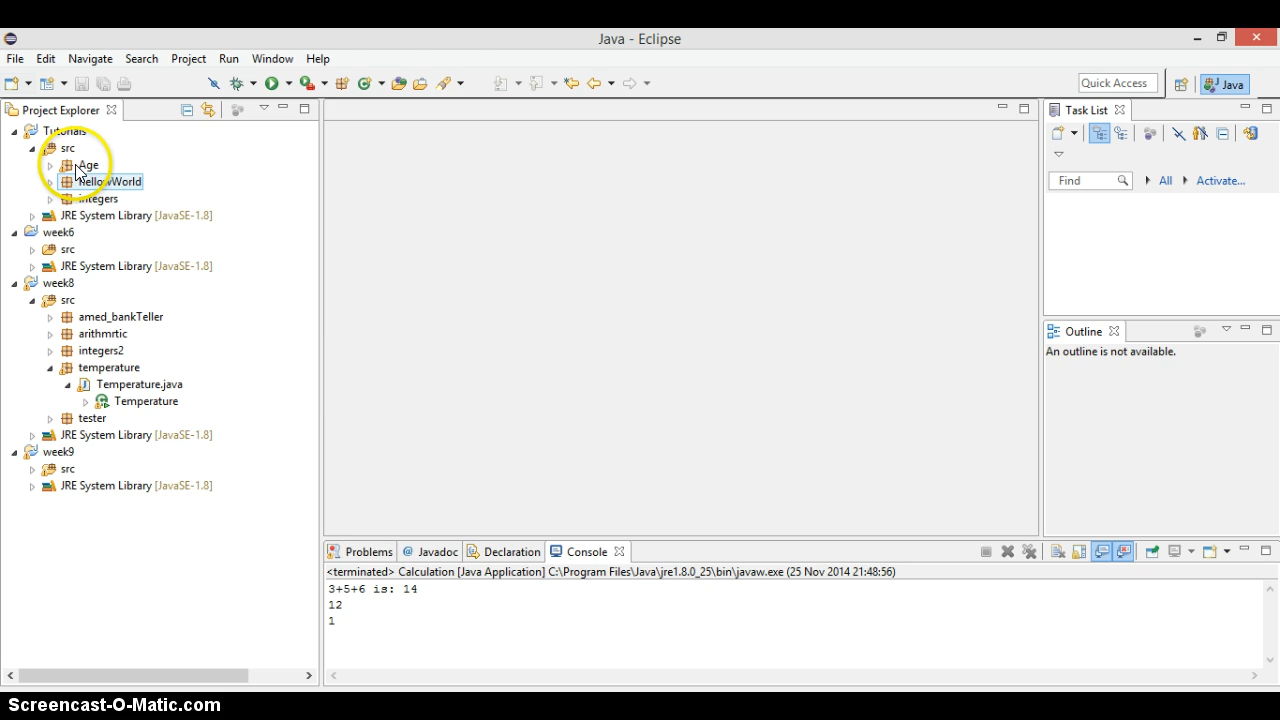 Java - Eclipse
File Edit Navigate Search Project Run Window Help
Quick Access Java
Project Explorer
Tutorials
src
Age
hellowWorld
integers
JRE System Library [JavaSE-1.8]
week6
src
JRE System Library [JavaSE-1.8]
week8
src
amed_bankTeller
arithmrtic
integers2
temperature
Temperature.java
Temperature
tester
JRE System Library [JavaSE-1.8]
week9
src
JRE System Library [JavaSE-1.8]
Task List
Find All Activate...
Outline
An outline is not available.
Problems @ Javadoc Declaration Console
<terminated> Calculation [Java Application] C:\Program Files\Java\jre1.8.0_25\bin\javaw.exe (25 Nov 2014 21:48:56)
3+5+6 is: 14
12
1
Screencast-O-Matic.com